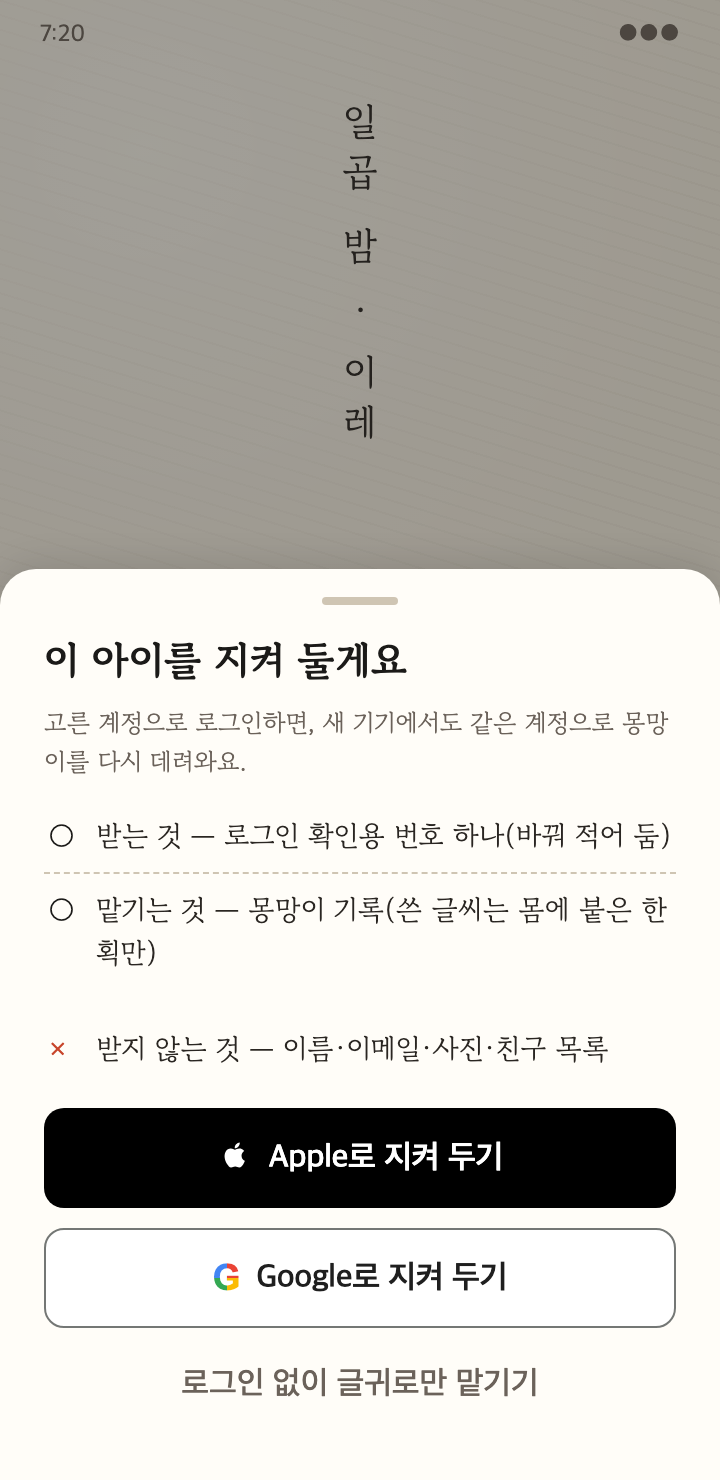 7:20
일곱 밤 · 이레
이 아이를 지켜 둘게요
고른 계정으로 로그인하면, 새 기기에서도 같은 계정으로 몽망
이를 다시 데려와요.
받는 것 — 로그인 확인용 번호 하나(바꿔 적어 둠)
맡기는 것 — 몽망이 기록(쓴 글씨는 몸에 붙은 한
획만)
× 받지 않는 것 — 이름·이메일·사진·친구 목록
Apple로 지켜 두기
Google로 지켜 두기
로그인 없이 글귀로만 맡기기